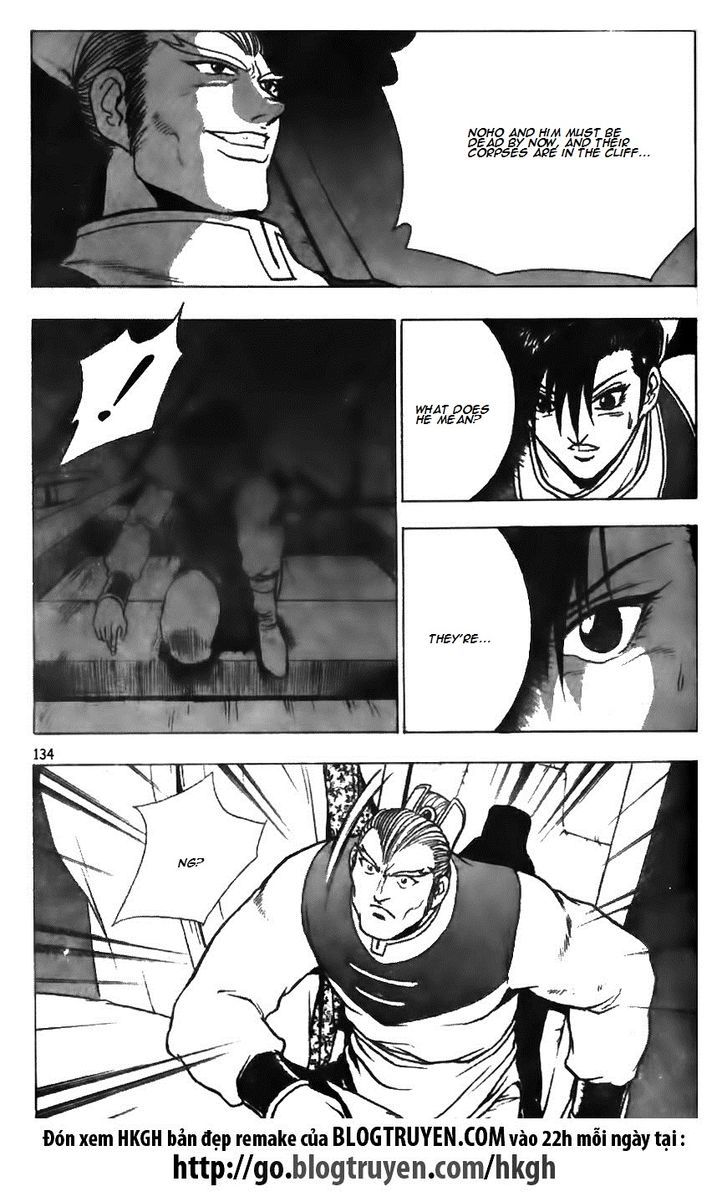 NOHO AND HIM MUST BE
DEAD BY NOW, AND THEIR
CORPSES ARE IN THE CLIFF...
!
WHAT DOES
HE MEAN?
THEY'RE...
134
NG?
Đón xem HKGH bản đẹp remake của BLOGTRUYEN.COM vào 22h mỗi ngày tại :
http://go.blogtruyen.com/hkgh